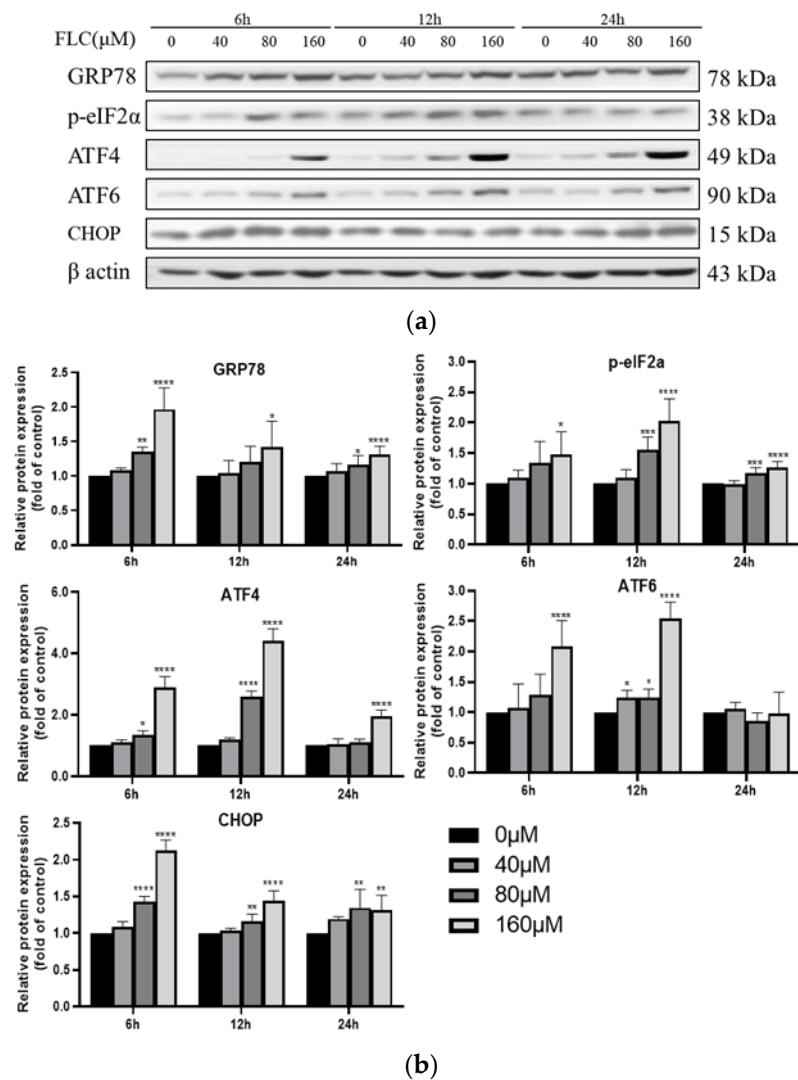 6h 12h 24h
FLC(μM) 0 40 80 160 0 40 80 160 0 40 80 160
GRP78 78 kDa
p-eIF2α 38 kDa
ATF4 49 kDa
ATF6 90 kDa
CHOP 15 kDa
β actin 43 kDa
(a)
GRP78
Relative protein expression
(fold of control)
2.5
2.0
1.5
1.0
0.5
0.0
** **** * * ****
6h 12h 24h
p-eIF2a
Relative protein expression
(fold of control)
3.0
2.5
2.0
1.5
1.0
0.5
0.0
* *** **** *** ****
6h 12h 24h
ATF4
Relative protein expression
(fold of control)
6.0
4.0
2.0
0.0
* **** **** **** ****
6h 12h 24h
ATF6
Relative protein expression
(fold of control)
3.0
2.5
2.0
1.5
1.0
0.5
0.0
**** * * ****
6h 12h 24h
CHOP
Relative protein expression
(fold of control)
2.5
2.0
1.5
1.0
0.5
0.0
**** **** ** **** ** **
6h 12h 24h
0μM
40μM
80μM
160μM
(b)